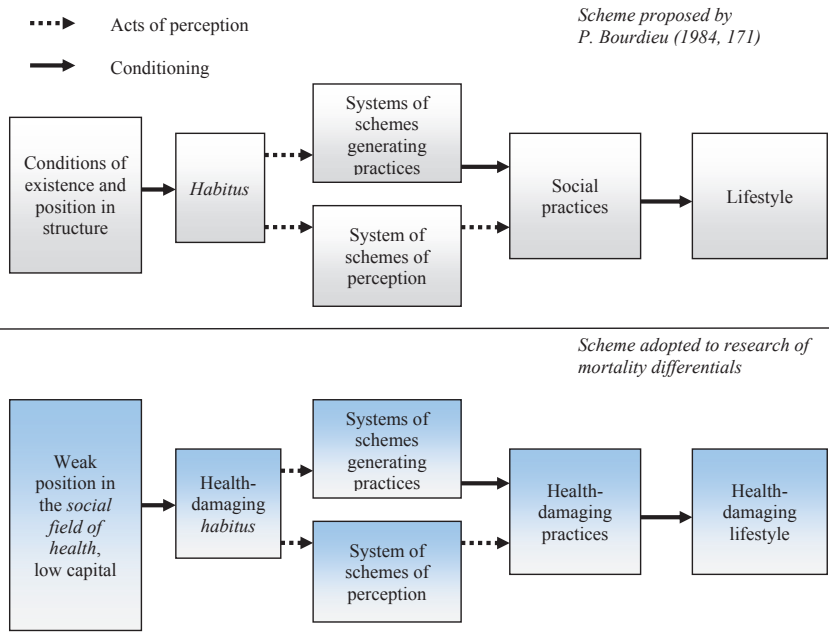 Acts of perception
Conditioning
Scheme proposed by
P. Bourdieu (1984, 171)
Conditions of
existence and
position in
structure
Habitus
Systems of
schemes
generating
practices
System of
schemes of
perception
Social
practices
Lifestyle
Scheme adopted to research of
mortality differentials
Weak
position in
the social
field of
health,
low capital
Health-
damaging
habitus
Systems of
schemes
generating
practices
System of
schemes of
perception
Health-
damaging
practices
Health-
damaging
lifestyle